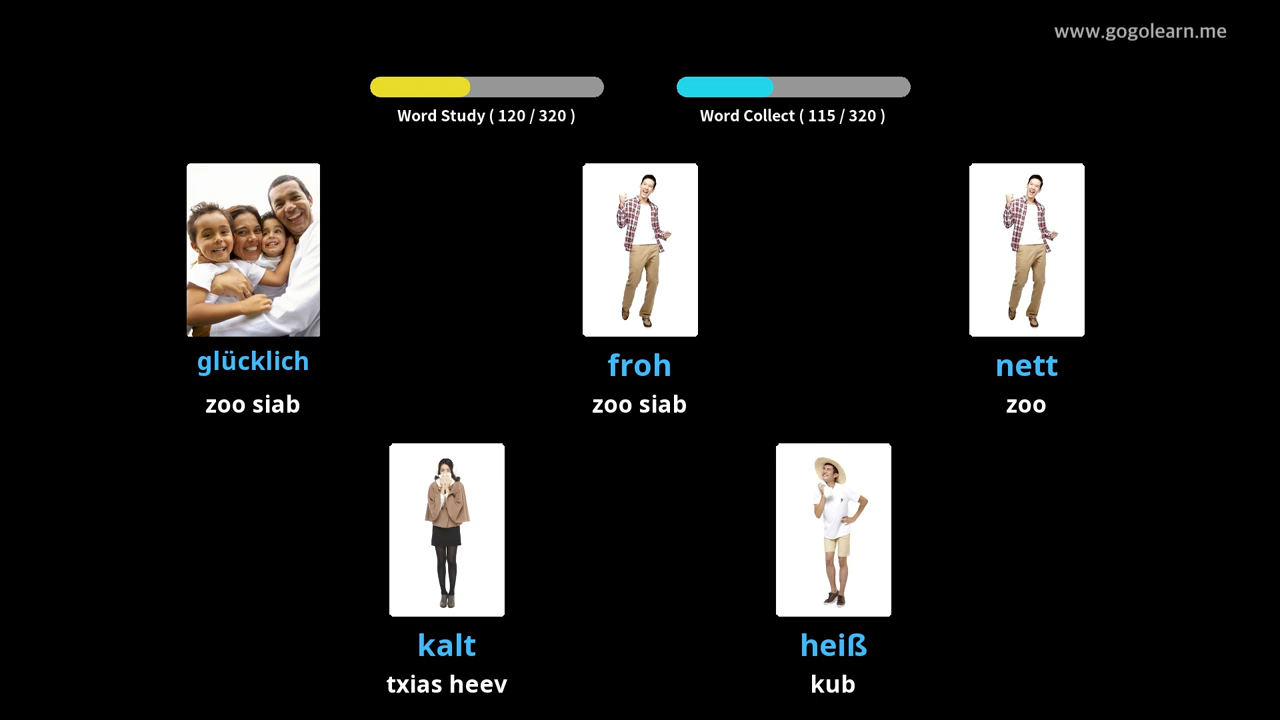 www.gogolearn.me
Word Study ( 120 / 320 )
Word Collect ( 115 / 320 )
glücklich
froh
nett
zoo siab
zoo siab
zoo
kalt
heiß
txias heev
kub